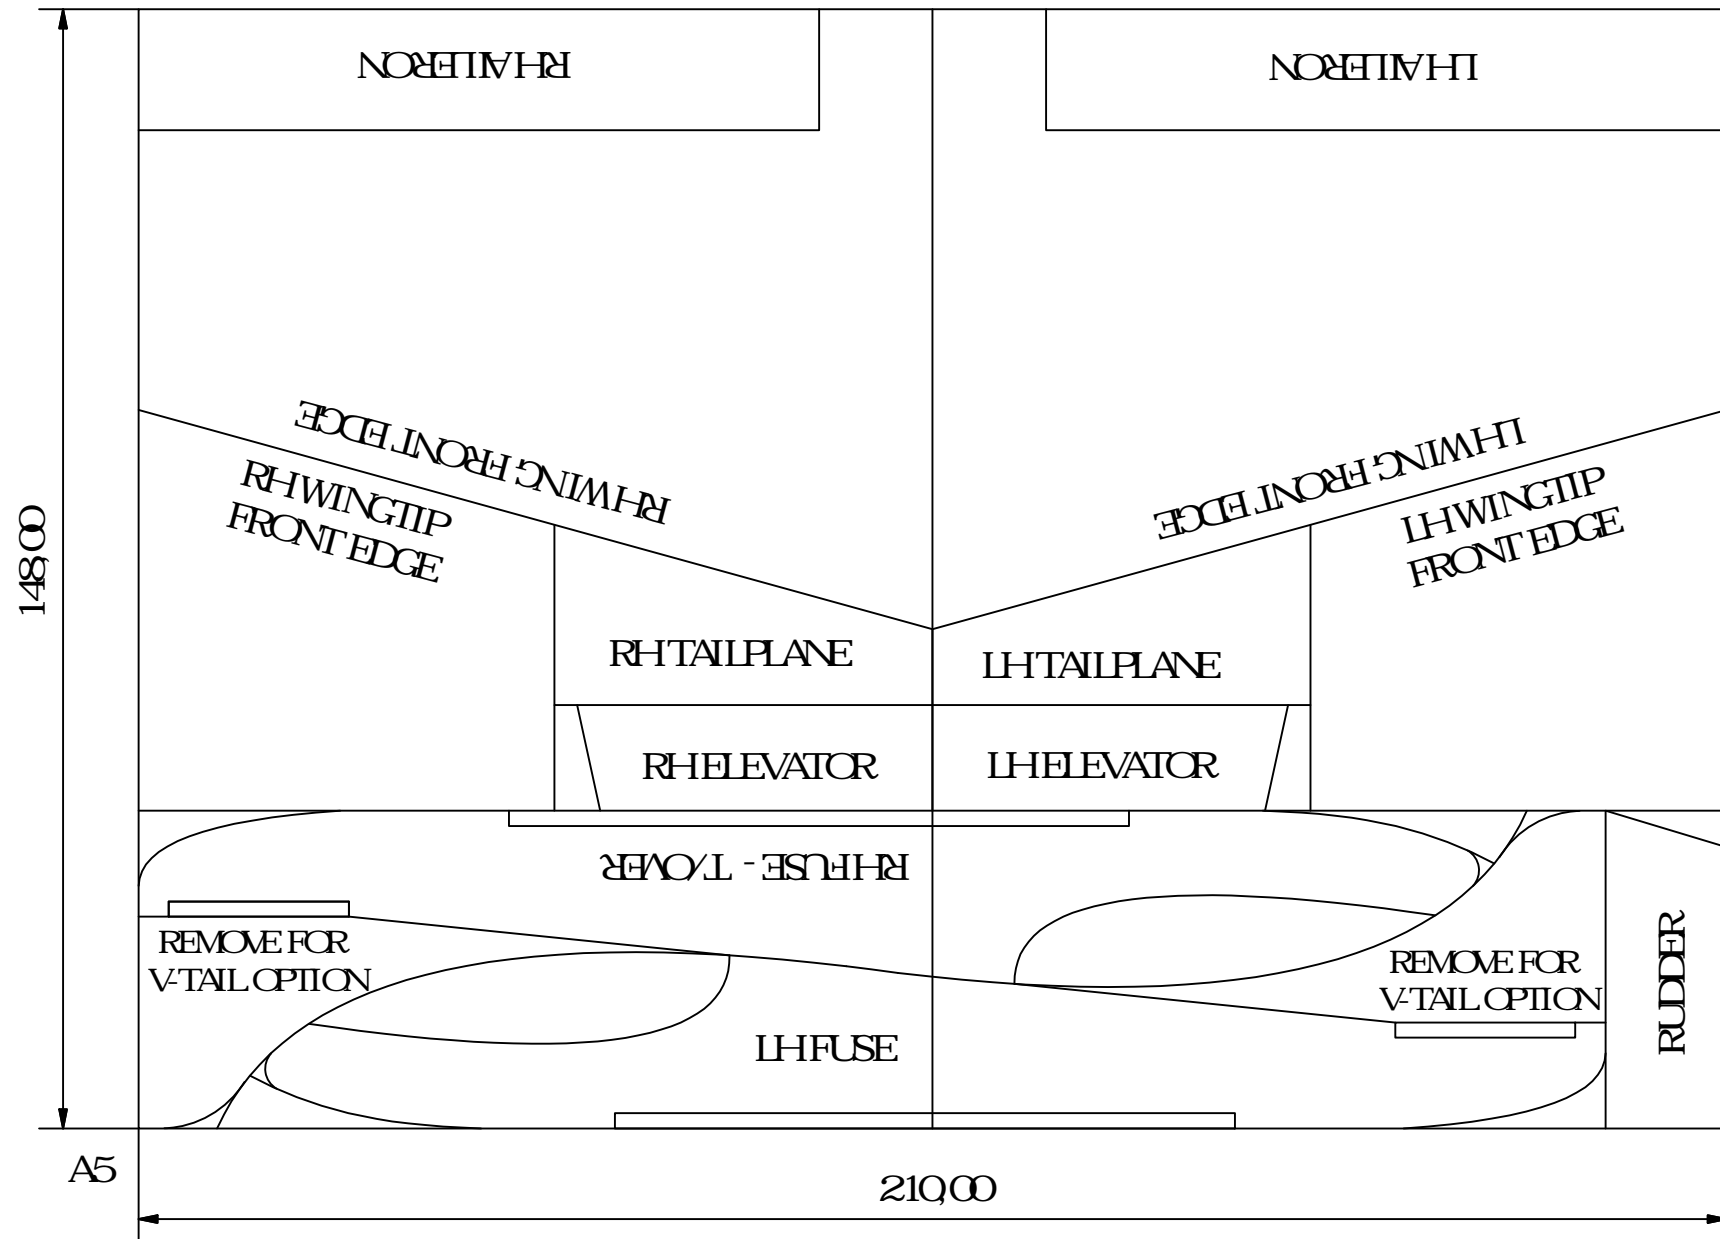 RH AILERON
LH AILERON
RH WING FRONT EDGE
LH WING FRONT EDGE
RH WINGTIP
FRONT EDGE
LH WINGTIP
FRONT EDGE
148,00
RH TAILPLANE
LH TAILPLANE
RH ELEVATOR
LH ELEVATOR
RH FUSE - T/OVER
REMOVE FOR
V-TAIL OPTION
REMOVE FOR
V-TAIL OPTION
RUDDER
LH FUSE
A5
210,00